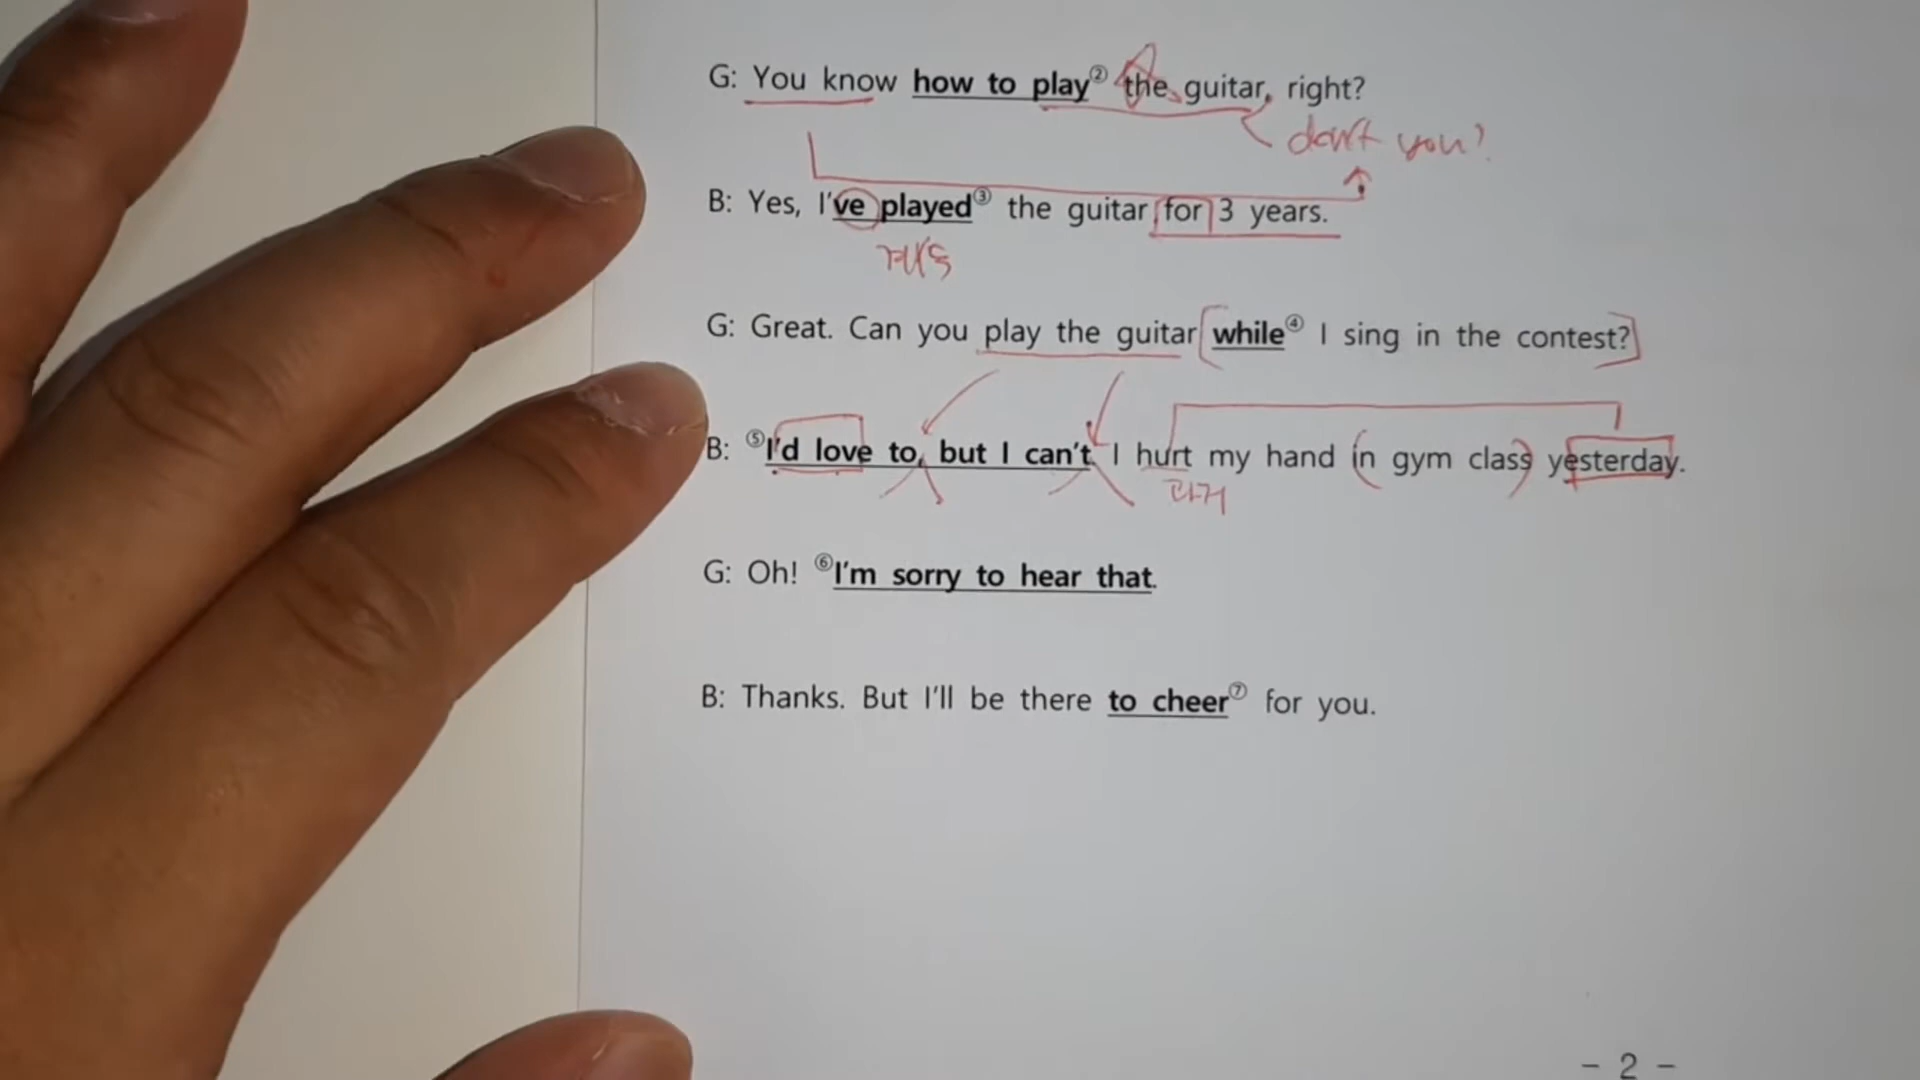 G: You know how to play② the guitar, right?
don't you?
B: Yes, I've played③ the guitar for 3 years.
계속
G: Great. Can you play the guitar while④ I sing in the contest?
B: ⑤I'd love to, but I can't. I hurt my hand in gym class yesterday.
과거
G: Oh! ⑥I'm sorry to hear that.
B: Thanks. But I'll be there to cheer⑦ for you.
- 2 -